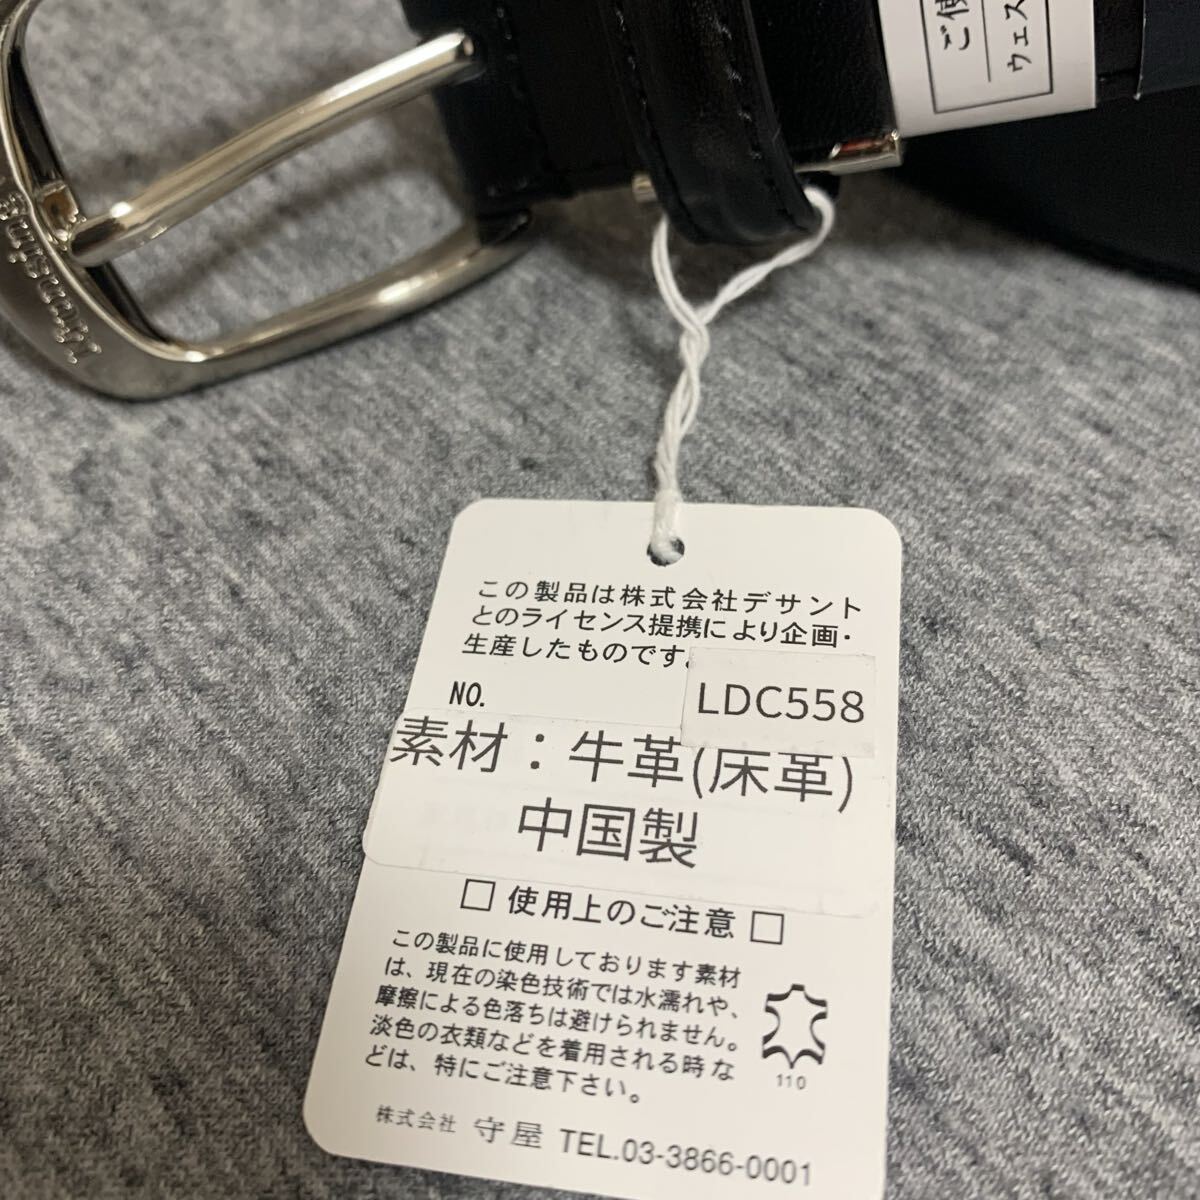 ご使
ウェス
Munsingwear
この製品は株式会社デサント
とのライセンス提携により企画・
生産したものです。
NO.
LDC558
素材：牛革(床革)
中国製
□ 使用上のご注意 □
この製品に使用しております素材
は、現在の染色技術では水濡れや、
摩擦による色落ちは避けられません。
淡色の衣類などを着用される時な
どは、特にご注意下さい。
110
株式会社 守屋 TEL.03-3866-0001